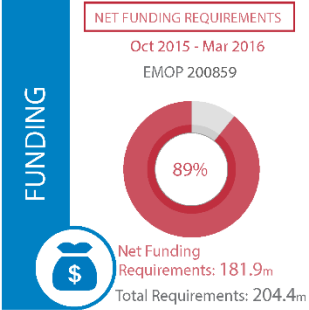 NET FUNDING REQUIREMENTS
Oct 2015 - Mar 2016
EMOP 200859
FUNDING
89%
$
Net Funding
Requirements: 181.9m
Total Requirements: 204.4m